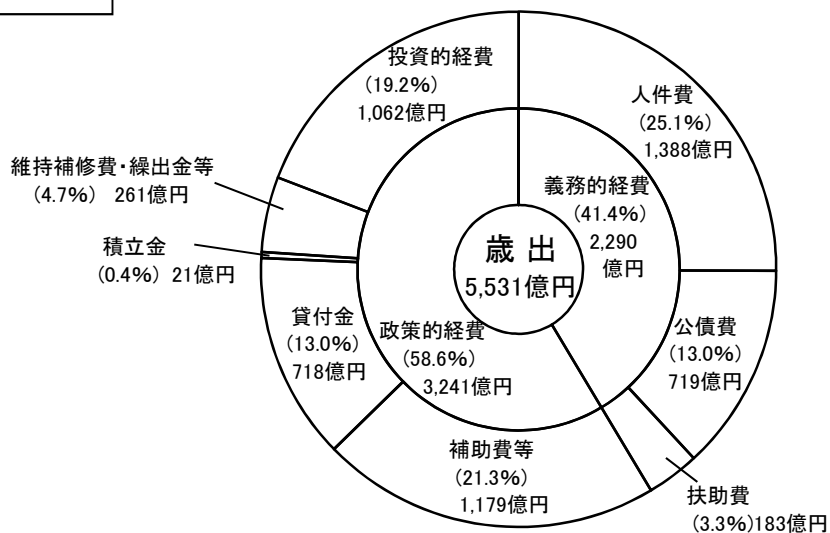 投資的経費
(19.2%)
1,062億円
人件費
(25.1%)
1,388億円
維持補修費・繰出金等
(4.7%) 261億円
義務的経費
(41.4%)
2,290
億円
積立金
(0.4%) 21億円
歳 出
5,531億円
貸付金
(13.0%)
718億円
政策的経費
(58.6%)
3,241億円
公債費
(13.0%)
719億円
補助費等
(21.3%)
1,179億円
扶助費
(3.3%)183億円